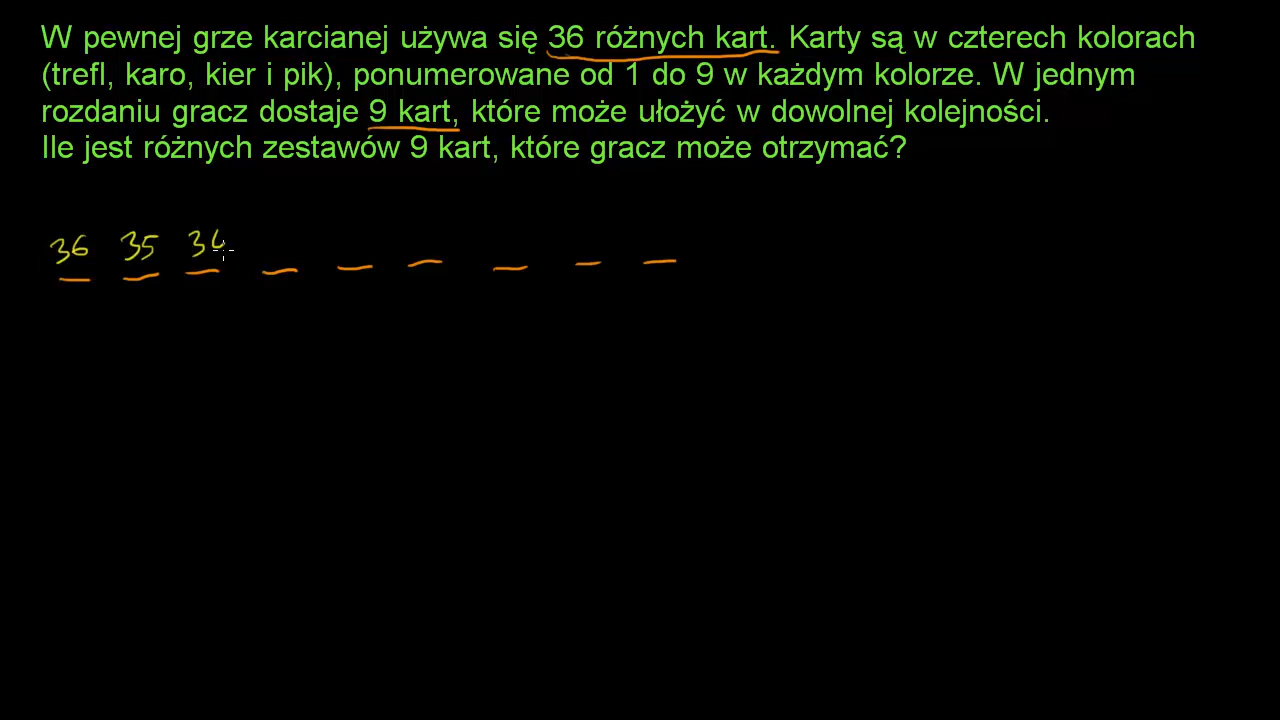 W pewnej grze karcianej używa się 36 różnych kart. Karty są w czterech kolorach
(trefl, karo, kier i pik), ponumerowane od 1 do 9 w każdym kolorze. W jednym
rozdaniu gracz dostaje 9 kart, które może ułożyć w dowolnej kolejności.
Ile jest różnych zestawów 9 kart, które gracz może otrzymać?
36 35 3